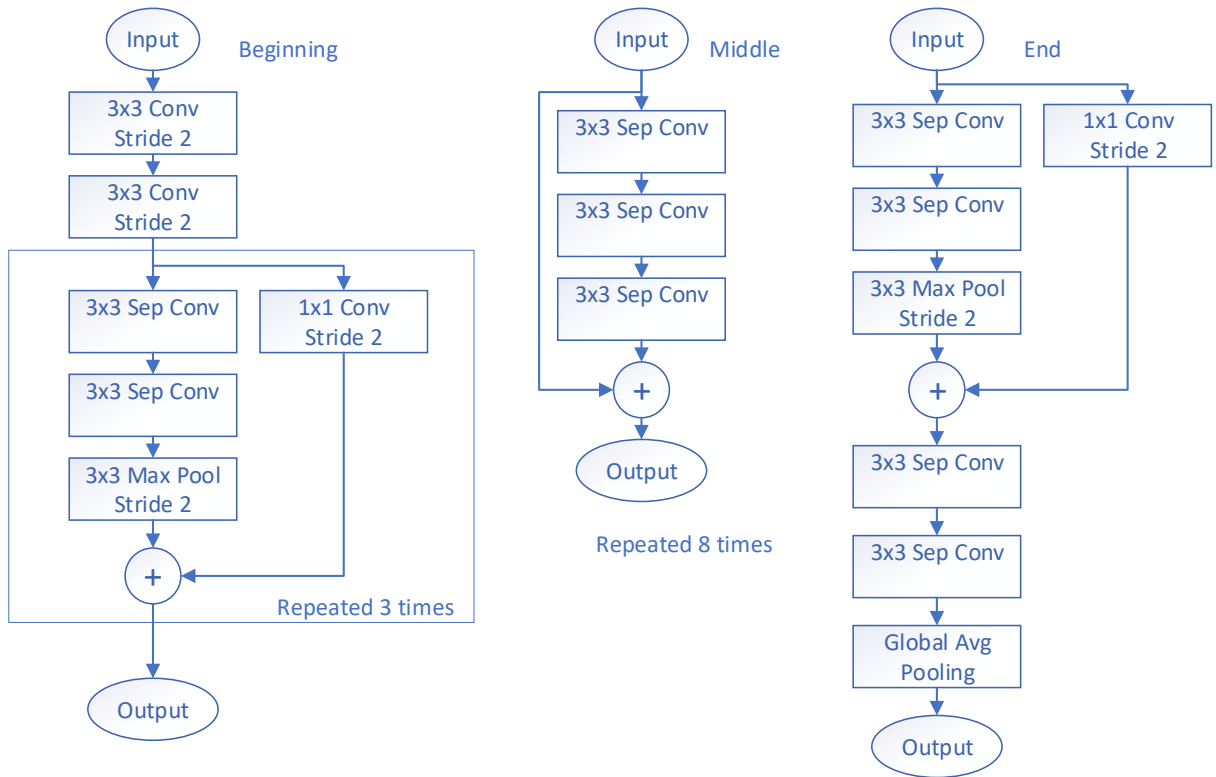 Input
Beginning
3x3 Conv
Stride 2
3x3 Conv
Stride 2
3x3 Sep Conv
1x1 Conv
Stride 2
3x3 Sep Conv
3x3 Max Pool
Stride 2
+
Repeated 3 times
Output
Input
Middle
3x3 Sep Conv
3x3 Sep Conv
3x3 Sep Conv
+
Output
Repeated 8 times
Input
End
3x3 Sep Conv
1x1 Conv
Stride 2
3x3 Sep Conv
3x3 Max Pool
Stride 2
+
3x3 Sep Conv
3x3 Sep Conv
Global Avg
Pooling
Output